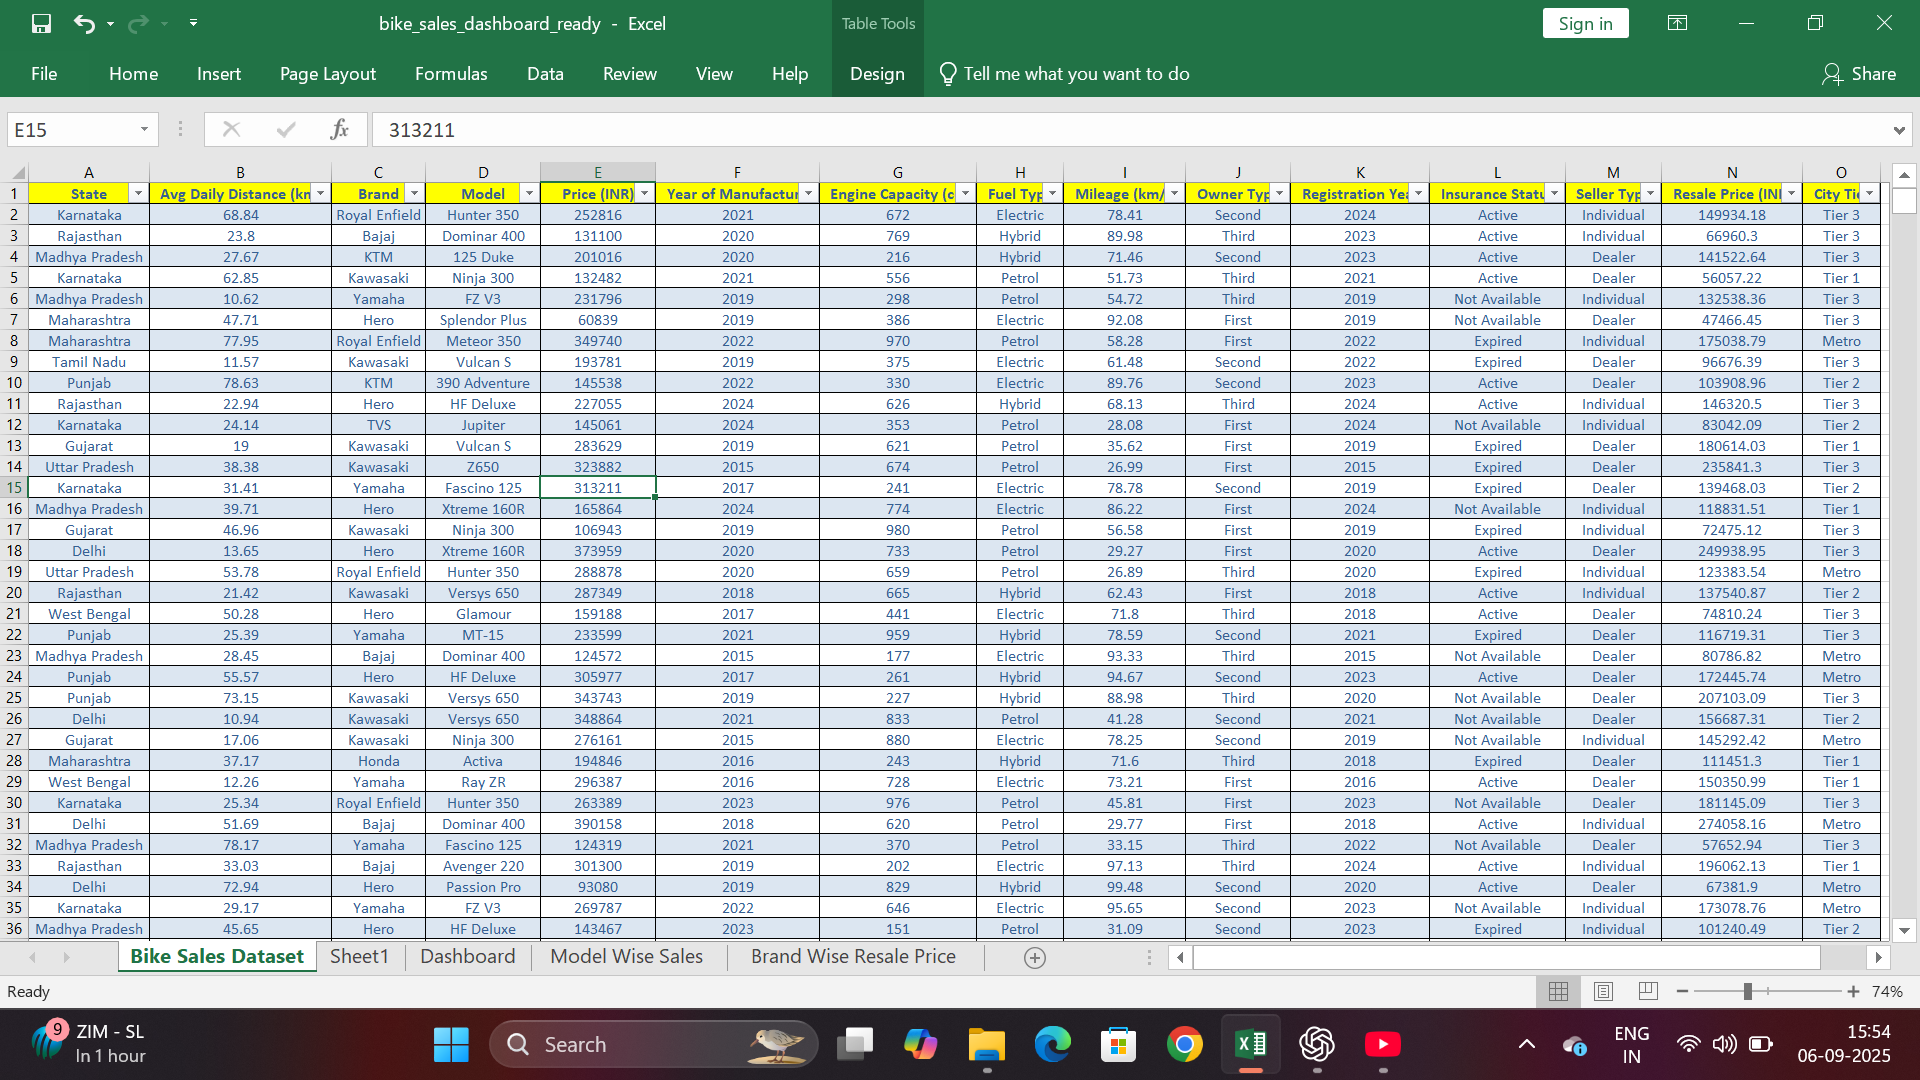 bike_sales_dashboard_ready - Excel
Table Tools
Sign in
File Home Insert Page Layout Formulas Data Review View Help Design Tell me what you want to do Share
E15 fx 313211
A B C D E F G H I J K L M N O
1 State Avg Daily Distance (km Brand Model Price (INR) Year of Manufactur Engine Capacity (c Fuel Typ Mileage (km/ Owner Typ Registration Yea Insurance Statu Seller Typ Resale Price (INI City Tie
2 Karnataka 68.84 Royal Enfield Hunter 350 252816 2021 672 Electric 78.41 Second 2024 Active Individual 149934.18 Tier 3
3 Rajasthan 23.8 Bajaj Dominar 400 131100 2020 769 Hybrid 89.98 Third 2023 Active Individual 66960.3 Tier 3
4 Madhya Pradesh 27.67 KTM 125 Duke 201016 2020 216 Hybrid 71.46 Second 2023 Active Dealer 141522.64 Tier 3
5 Karnataka 62.85 Kawasaki Ninja 300 132482 2021 556 Petrol 51.73 Third 2021 Active Dealer 56057.22 Tier 1
6 Madhya Pradesh 10.62 Yamaha FZ V3 231796 2019 298 Petrol 54.72 Third 2019 Not Available Individual 132538.36 Tier 3
7 Maharashtra 47.71 Hero Splendor Plus 60839 2019 386 Electric 92.08 First 2019 Not Available Dealer 47466.45 Tier 3
8 Maharashtra 77.95 Royal Enfield Meteor 350 349740 2022 970 Petrol 58.28 First 2022 Expired Individual 175038.79 Metro
9 Tamil Nadu 11.57 Kawasaki Vulcan S 193781 2019 375 Electric 61.48 Second 2022 Expired Dealer 96676.39 Tier 3
10 Punjab 78.63 KTM 390 Adventure 145538 2022 330 Electric 89.76 Second 2023 Active Dealer 103908.96 Tier 2
11 Rajasthan 22.94 Hero HF Deluxe 227055 2024 626 Hybrid 68.13 Third 2024 Active Individual 146320.5 Tier 3
12 Karnataka 24.14 TVS Jupiter 145061 2024 353 Petrol 28.08 First 2024 Not Available Individual 83042.09 Tier 2
13 Gujarat 19 Kawasaki Vulcan S 283629 2019 621 Petrol 35.62 First 2019 Expired Dealer 180614.03 Tier 1
14 Uttar Pradesh 38.38 Kawasaki Z650 323882 2015 674 Petrol 26.99 First 2015 Expired Dealer 235841.3 Tier 3
15 Karnataka 31.41 Yamaha Fascino 125 313211 2017 241 Electric 78.78 Second 2019 Expired Dealer 139468.03 Tier 2
16 Madhya Pradesh 39.71 Hero Xtreme 160R 165864 2024 774 Electric 86.22 First 2024 Not Available Individual 118831.51 Tier 1
17 Gujarat 46.96 Kawasaki Ninja 300 106943 2019 980 Petrol 56.58 First 2019 Expired Individual 72475.12 Tier 3
18 Delhi 13.65 Hero Xtreme 160R 373959 2020 733 Petrol 29.27 First 2020 Active Dealer 249938.95 Tier 3
19 Uttar Pradesh 53.78 Royal Enfield Hunter 350 288878 2020 659 Petrol 26.89 Third 2020 Expired Individual 123383.54 Metro
20 Rajasthan 21.42 Kawasaki Versys 650 287349 2018 665 Hybrid 62.43 First 2018 Active Individual 137540.87 Tier 2
21 West Bengal 50.28 Hero Glamour 159188 2017 441 Electric 71.8 Third 2018 Active Dealer 74810.24 Tier 3
22 Punjab 25.39 Yamaha MT-15 233599 2021 959 Hybrid 78.59 Second 2021 Expired Dealer 116719.31 Tier 3
23 Madhya Pradesh 28.45 Bajaj Dominar 400 124572 2015 177 Electric 93.33 Third 2015 Not Available Dealer 80786.82 Metro
24 Punjab 55.57 Hero HF Deluxe 305977 2017 261 Hybrid 94.67 Second 2023 Active Dealer 172445.74 Metro
25 Punjab 73.15 Kawasaki Versys 650 343743 2019 227 Hybrid 88.98 Third 2020 Not Available Dealer 207103.09 Tier 3
26 Delhi 10.94 Kawasaki Versys 650 348864 2021 833 Petrol 41.28 Second 2021 Not Available Dealer 156687.31 Tier 2
27 Gujarat 17.06 Kawasaki Ninja 300 276161 2015 880 Electric 78.25 Second 2019 Not Available Individual 145292.42 Metro
28 Maharashtra 37.17 Honda Activa 194846 2016 243 Hybrid 71.6 Third 2018 Expired Dealer 111451.3 Tier 1
29 West Bengal 12.26 Yamaha Ray ZR 296387 2016 728 Electric 73.21 First 2016 Active Dealer 150350.99 Tier 1
30 Karnataka 25.34 Royal Enfield Hunter 350 263389 2023 976 Petrol 45.81 First 2023 Not Available Dealer 181145.09 Tier 3
31 Delhi 51.69 Bajaj Dominar 400 390158 2018 620 Petrol 29.77 First 2018 Active Individual 274058.16 Metro
32 Madhya Pradesh 78.17 Yamaha Fascino 125 124319 2021 370 Petrol 33.15 Third 2022 Not Available Dealer 57652.94 Tier 3
33 Rajasthan 33.03 Bajaj Avenger 220 301300 2019 202 Electric 97.13 Third 2024 Active Individual 196062.13 Tier 1
34 Delhi 72.94 Hero Passion Pro 93080 2019 829 Hybrid 99.48 Second 2020 Active Dealer 67381.9 Metro
35 Karnataka 29.17 Yamaha FZ V3 269787 2022 646 Electric 95.65 Second 2023 Not Available Individual 173078.76 Metro
36 Madhya Pradesh 45.65 Hero HF Deluxe 143467 2023 151 Petrol 31.09 Second 2023 Expired Individual 101240.49 Tier 2
Bike Sales Dataset Sheet1 Dashboard Model Wise Sales Brand Wise Resale Price
Ready 74%
9 ZIM - SL
In 1 hour
Search
ENG
IN
15:54
06-09-2025